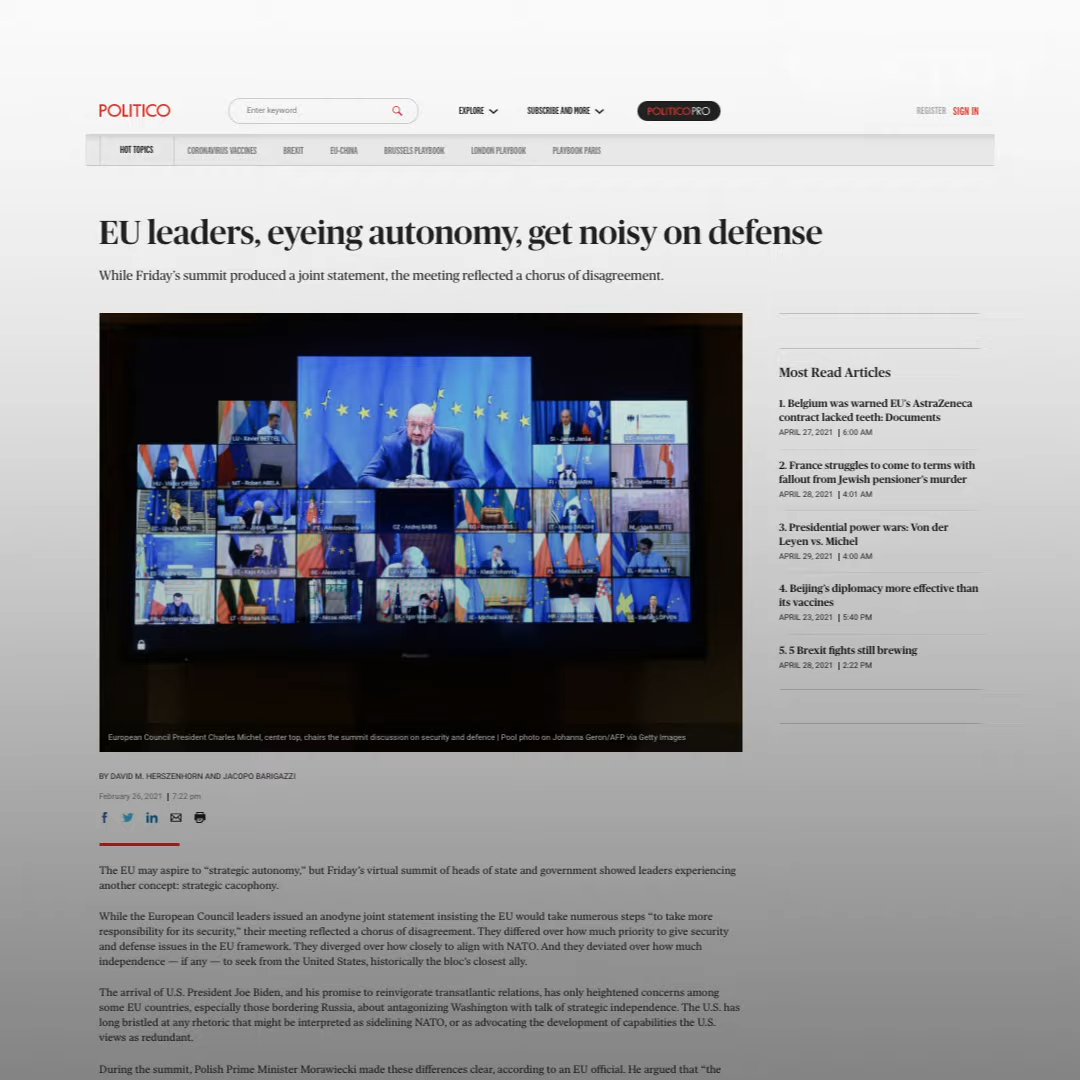 POLITICO
Enter keyword
EXPLORE
SUBSCRIBE AND MORE
POLITICOPRO
REGISTER SIGN IN
HOT TOPICS
CORONAVIRUS VACCINES
BREXIT
EU-CHINA
BRUSSELS PLAYBOOK
LONDON PLAYBOOK
PLAYBOOK PARIS
EU leaders, eyeing autonomy, get noisy on defense
While Friday's summit produced a joint statement, the meeting reflected a chorus of disagreement.
LU - Xavier BETTEL
SI - Janez Janša
MT - Robert ABELA
CZ - Andrej BABIS
European Council President Charles Michel, center top, chairs the summit discussion on security and defence | Pool photo on Johanna Geron/AFP via Getty Images
Most Read Articles
1. Belgium was warned EU's AstraZeneca
contract lacked teeth: Documents
APRIL 27, 2021 | 6:00 AM
2. France struggles to come to terms with
fallout from Jewish pensioner's murder
APRIL 28, 2021 | 4:01 AM
3. Presidential power wars: Von der
Leyen vs. Michel
APRIL 29, 2021 | 4:00 AM
4. Beijing's diplomacy more effective than
its vaccines
APRIL 23, 2021 | 5:40 PM
5. 5 Brexit fights still brewing
APRIL 28, 2021 | 2:22 PM
BY DAVID M. HERSZENHORN AND JACOPO BARIGAZZI
February 26, 2021 | 7:22 pm
The EU may aspire to “strategic autonomy,” but Friday's virtual summit of heads of state and government showed leaders experiencing
another concept: strategic cacophony.
While the European Council leaders issued an anodyne joint statement insisting the EU would take numerous steps “to take more
responsibility for its security,” their meeting reflected a chorus of disagreement. They differed over how much priority to give security
and defense issues in the EU framework. They diverged over how closely to align with NATO. And they deviated over how much
independence — if any — to seek from the United States, historically the bloc's closest ally.
The arrival of U.S. President Joe Biden, and his promise to reinvigorate transatlantic relations, has only heightened concerns among
some EU countries, especially those bordering Russia, about antagonizing Washington with talk of strategic independence. The U.S. has
long bristled at any rhetoric that might be interpreted as sidelining NATO, or as advocating the development of capabilities the U.S.
views as redundant.
During the summit, Polish Prime Minister Morawiecki made these differences clear, according to an EU official. He argued that “the